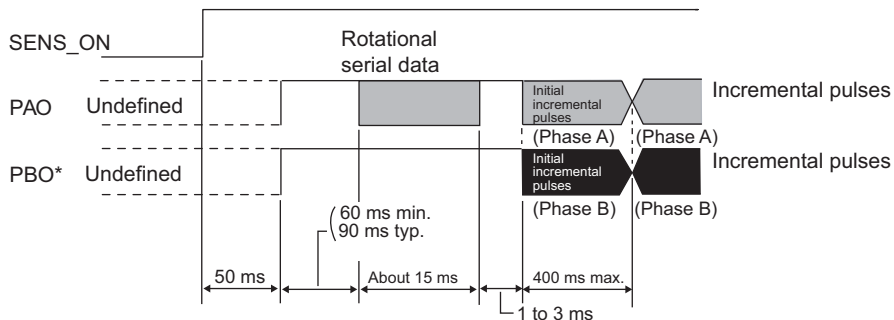 SENS_ON
Rotational
serial data
PAO
Undefined
Initial
incremental
pulses
Incremental pulses
(Phase A)
(Phase A)
PBO*
Undefined
Initial
incremental
pulses
Incremental pulses
(Phase B)
(Phase B)
(60 ms min.
90 ms typ.
50 ms
About 15 ms
400 ms max.
1 to 3 ms